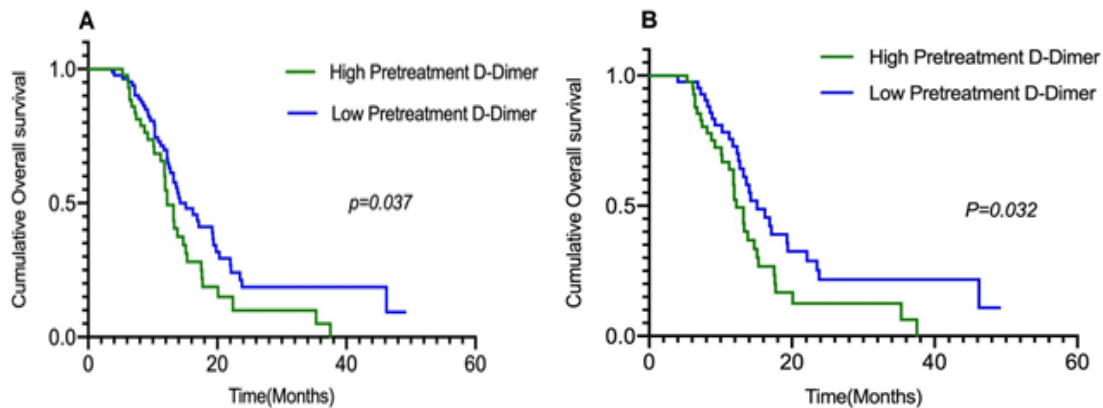 A
High Pretreatment D-Dimer
Low Pretreatment D-Dimer
p=0.037
Cumulative Overall survival
1.0
0.5
0.0
0
20
40
60
Time(Months)
B
High Pretreatment D-Dimer
Low Pretreatment D-Dimer
P=0.032
Cumulative Overall survival
1.0
0.5
0.0
0
20
40
60
Time(Months)